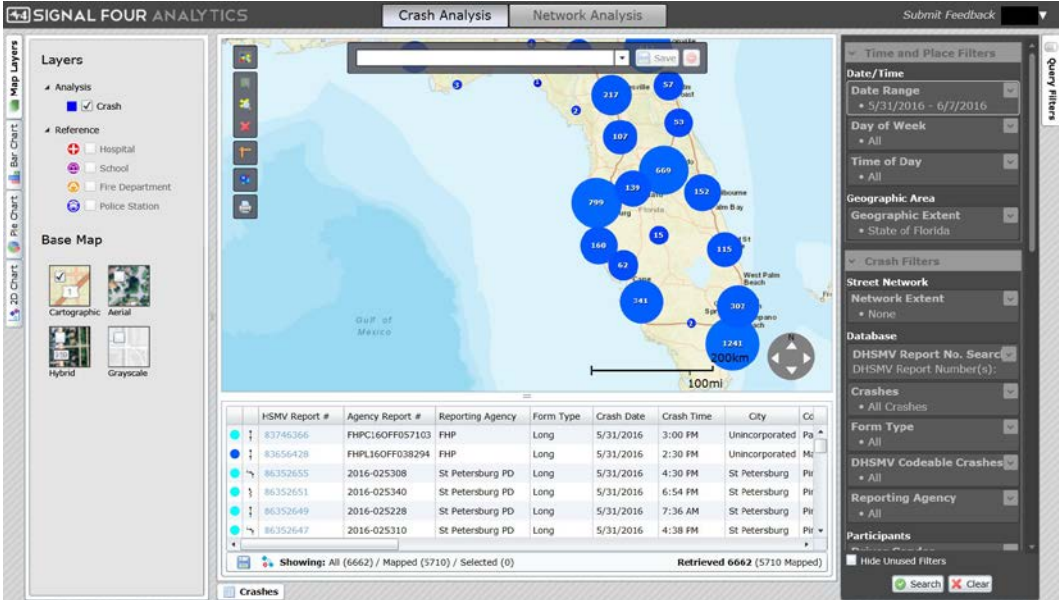 SIGNAL FOUR ANALYTICS
Crash Analysis
Network Analysis
Submit Feedback
Map Layers
Bar Chart
Pie Chart
2D Chart
Layers
Analysis
Crash
Reference
Hospital
School
Fire Department
Police Station
Base Map
Cartographic
Aerial
Hybrid
Grayscale
Save
217
57
53
107
669
139
152
799
Florida
160
15
115
62
341
West Palm
Beach
307
1241
Gulf of
Mexico
N
200km
100mi
HSMV Report # Agency Report # Reporting Agency Form Type Crash Date Crash Time City Co
83746366 FHPC16OFF057103 FHP Long 5/31/2016 3:00 PM Unincorporated Pa
83656428 FHPL16OFF038294 FHP Long 5/31/2016 2:30 PM Unincorporated Ma
86352655 2016-025308 St Petersburg PD Long 5/31/2016 4:30 PM St Petersburg Pin
86352651 2016-025340 St Petersburg PD Long 5/31/2016 6:54 PM St Petersburg Pin
86352649 2016-025228 St Petersburg PD Long 5/31/2016 7:36 AM St Petersburg Pin
86352647 2016-025310 St Petersburg PD Long 5/31/2016 4:38 PM St Petersburg Pin
Showing: All (6662) / Mapped (5710) / Selected (0)
Retrieved 6662 (5710 Mapped)
Crashes
Query Filters
Time and Place Filters
Date/Time
Date Range
• 5/31/2016 - 6/7/2016
Day of Week
• All
Time of Day
• All
Geographic Area
Geographic Extent
• State of Florida
Crash Filters
Street Network
Network Extent
• None
Database
DHSMV Report No. Searc
DHSMV Report Number(s):
Crashes
• All Crashes
Form Type
• All
DHSMV Codeable Crashes
• All
Reporting Agency
• All
Participants
Hide Unused Filters
Search
Clear